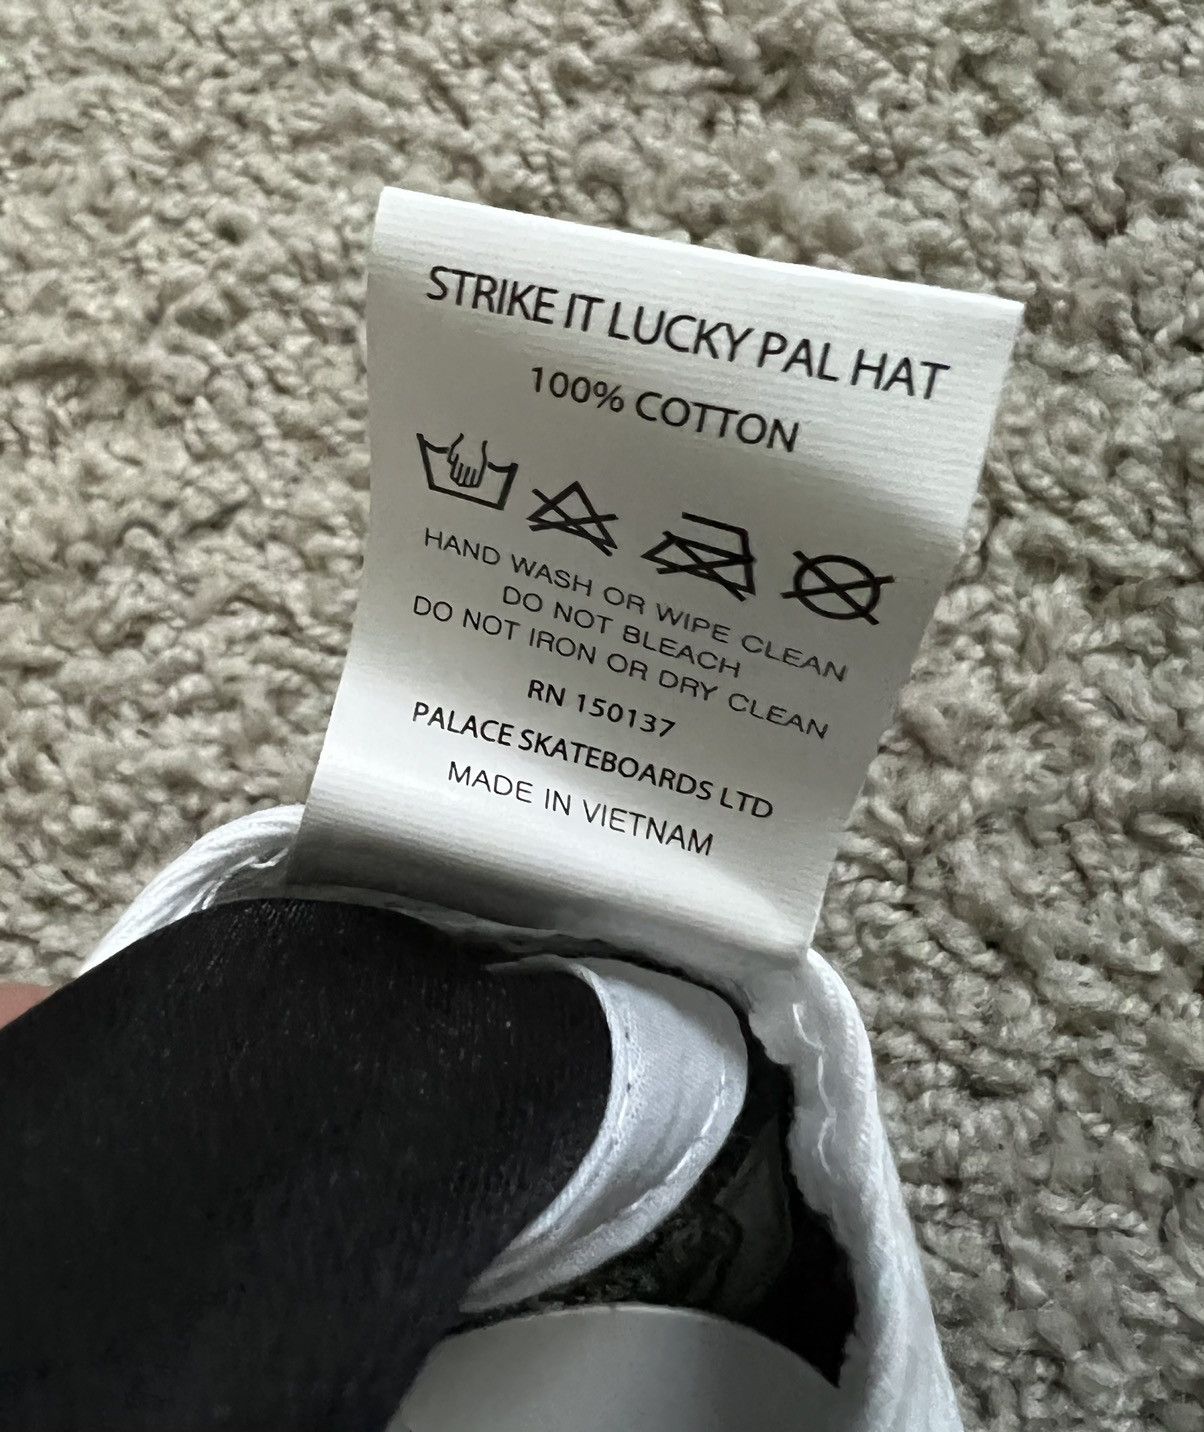 STRIKE IT LUCKY PAL HAT
100% COTTON
HAND WASH OR WIPE CLEAN
DO NOT BLEACH
DO NOT IRON OR DRY CLEAN
RN 150137
PALACE SKATEBOARDS LTD
MADE IN VIETNAM